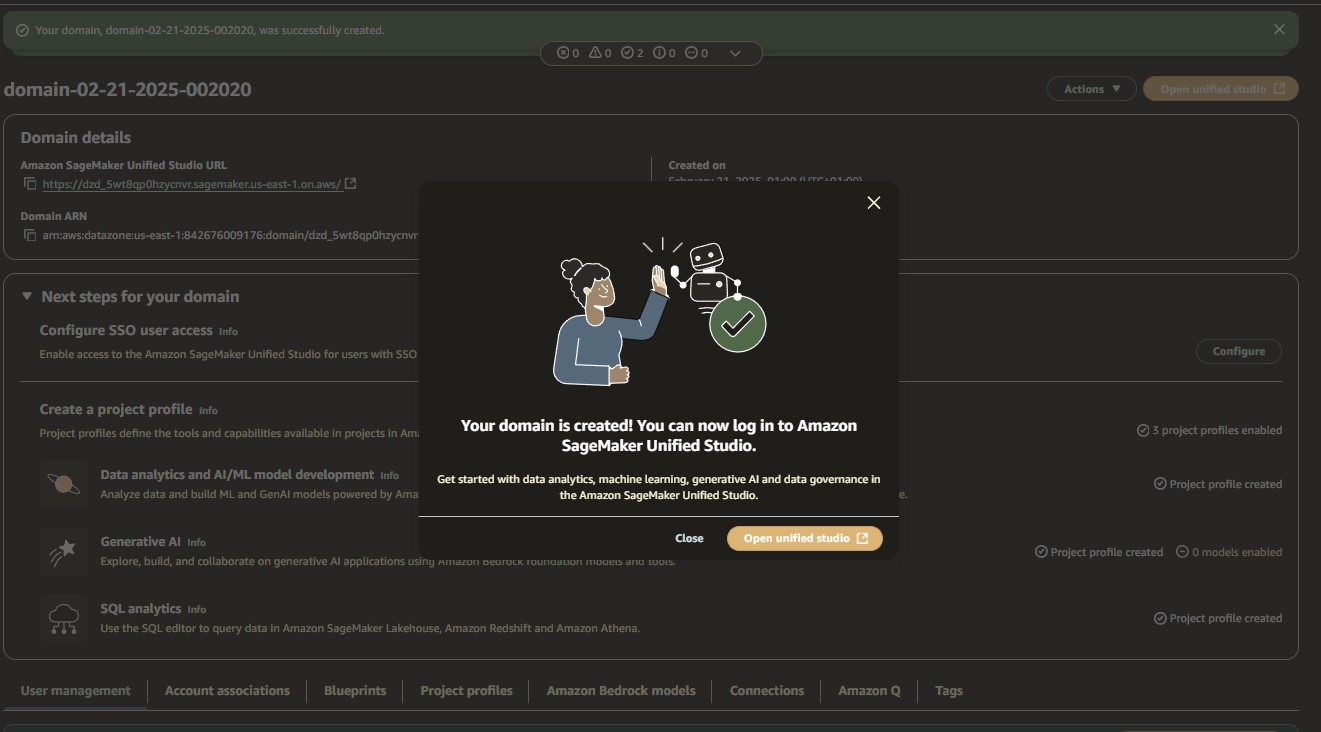 Your domain, domain-02-21-2025-002020, was successfully created.
0 0 2 0 0
domain-02-21-2025-002020
Actions
Open unified studio
Domain details
Amazon SageMaker Unified Studio URL
https://dzd_5wt8qp0hzycnvr.sagemaker.us-east-1.on.aws/
Created on
February 21, 2025, 01:00 (UTC+01:00)
Domain ARN
arn:aws:datazone:us-east-1:842676009176:domain/dzd_5wt8qp0hzycnvr
Next steps for your domain
Configure SSO user access Info
Enable access to the Amazon SageMaker Unified Studio for users with SSO
Configure
Create a project profile Info
Project profiles define the tools and capabilities available in projects in Ama
3 project profiles enabled
Data analytics and AI/ML model development Info
Analyze data and build ML and GenAI models powered by Ama
e.
Project profile created
Generative AI Info
Explore, build, and collaborate on generative AI applications using Amazon Bedrock foundation models and tools.
Project profile created
0 models enabled
SQL analytics Info
Use the SQL editor to query data in Amazon SageMaker Lakehouse, Amazon Redshift and Amazon Athena.
Project profile created
Your domain is created! You can now log in to Amazon
SageMaker Unified Studio.
Get started with data analytics, machine learning, generative AI and data governance in
the Amazon SageMaker Unified Studio.
Close
Open unified studio
User management
Account associations
Blueprints
Project profiles
Amazon Bedrock models
Connections
Amazon Q
Tags